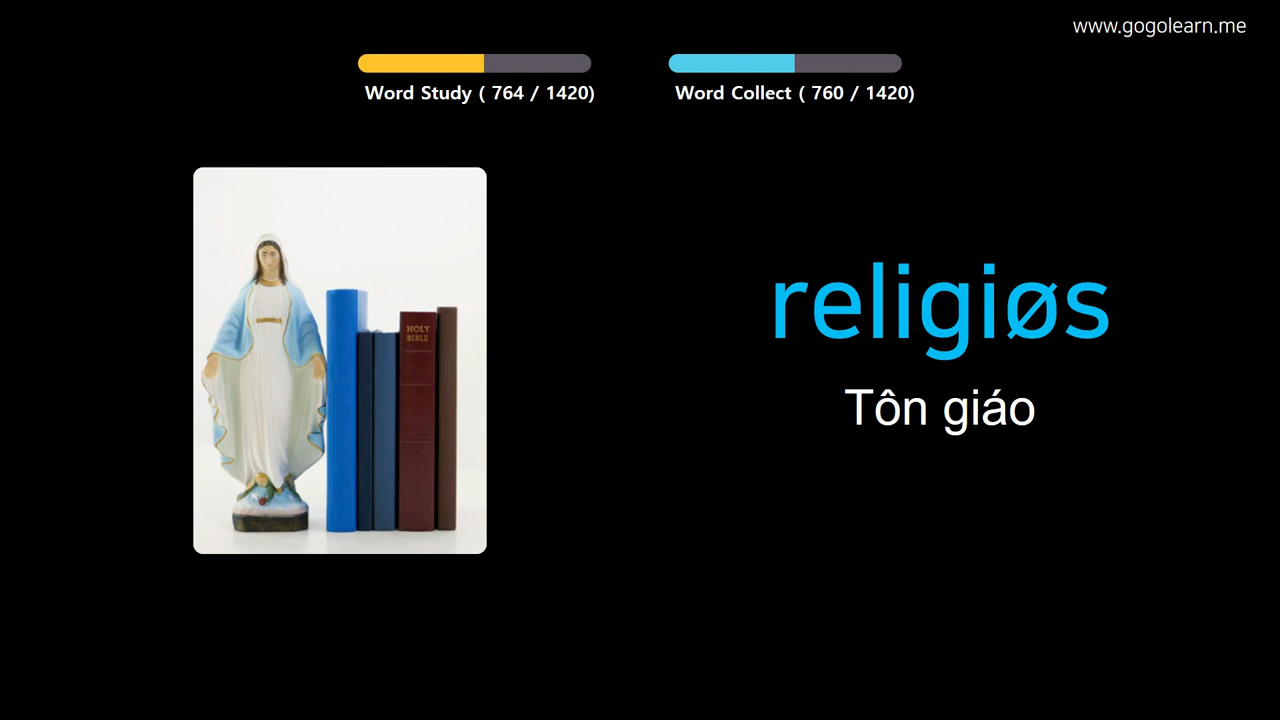 www.gogolearn.me
Word Study ( 764 / 1420)
Word Collect ( 760 / 1420)
HOLY
BIBLE
religiøs
Tôn giáo